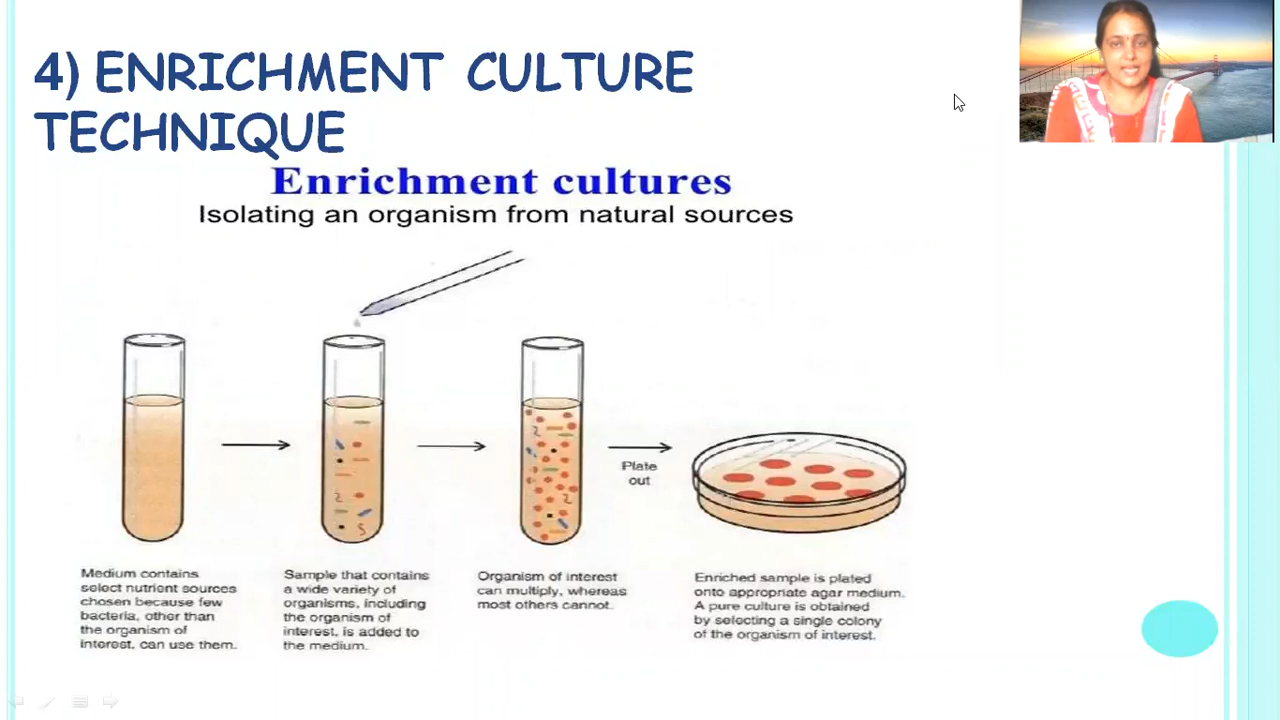 4) ENRICHMENT CULTURE
TECHNIQUE
Enrichment cultures
Isolating an organism from natural sources
Plate
out
Medium contains
select nutrient sources
chosen because few
bacteria, other than
the organism of
interest, can use them.
Sample that contains
a wide variety of
organisms, including
the organism of
interest, is added to
the medium.
Organism of interest
can multiply, whereas
most others cannot.
Enriched sample is plated
onto appropriate agar medium.
A pure culture is obtained
by selecting a single colony
of the organism of interest.